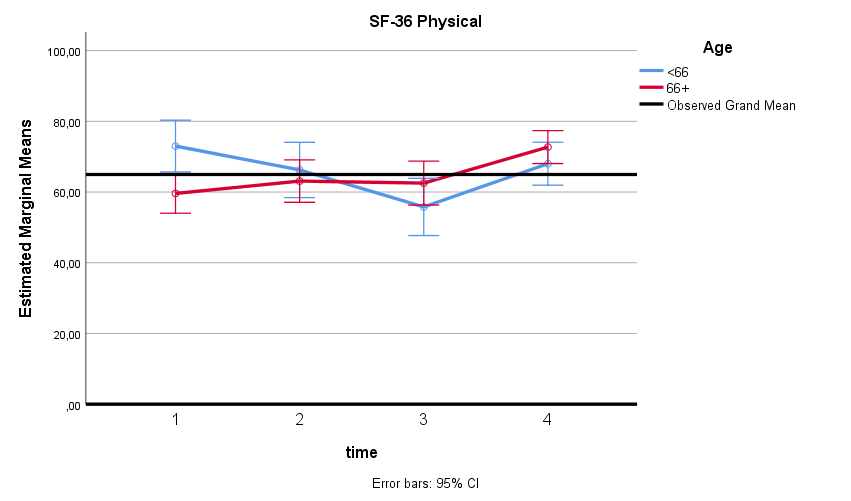 SF-36 Physical
Age
<66
66+
Observed Grand Mean
Estimated Marginal Means
100,00
80,00
60,00
40,00
20,00
,00
1 2 3 4
time
Error bars: 95% CI